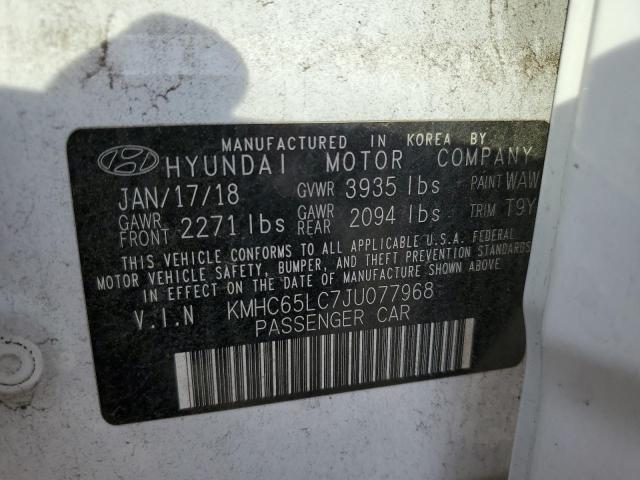 MANUFACTURED IN KOREA BY
HYUNDAI MOTOR COMPANY
JAN/17/18 GVWR 3935 lbs PAINT WAW
GAWR FRONT 2271 lbs GAWR REAR 2094 lbs TRIM T9Y
THIS VEHICLE CONFORMS TO ALL APPLICABLE U.S.A. FEDERAL
MOTOR VEHICLE SAFETY, BUMPER, AND THEFT PREVENTION STANDARDS
IN EFFECT ON THE DATE OF MANUFACTURE SHOWN ABOVE.
V.I.N KMHC65LC7JU077968
PASSENGER CAR